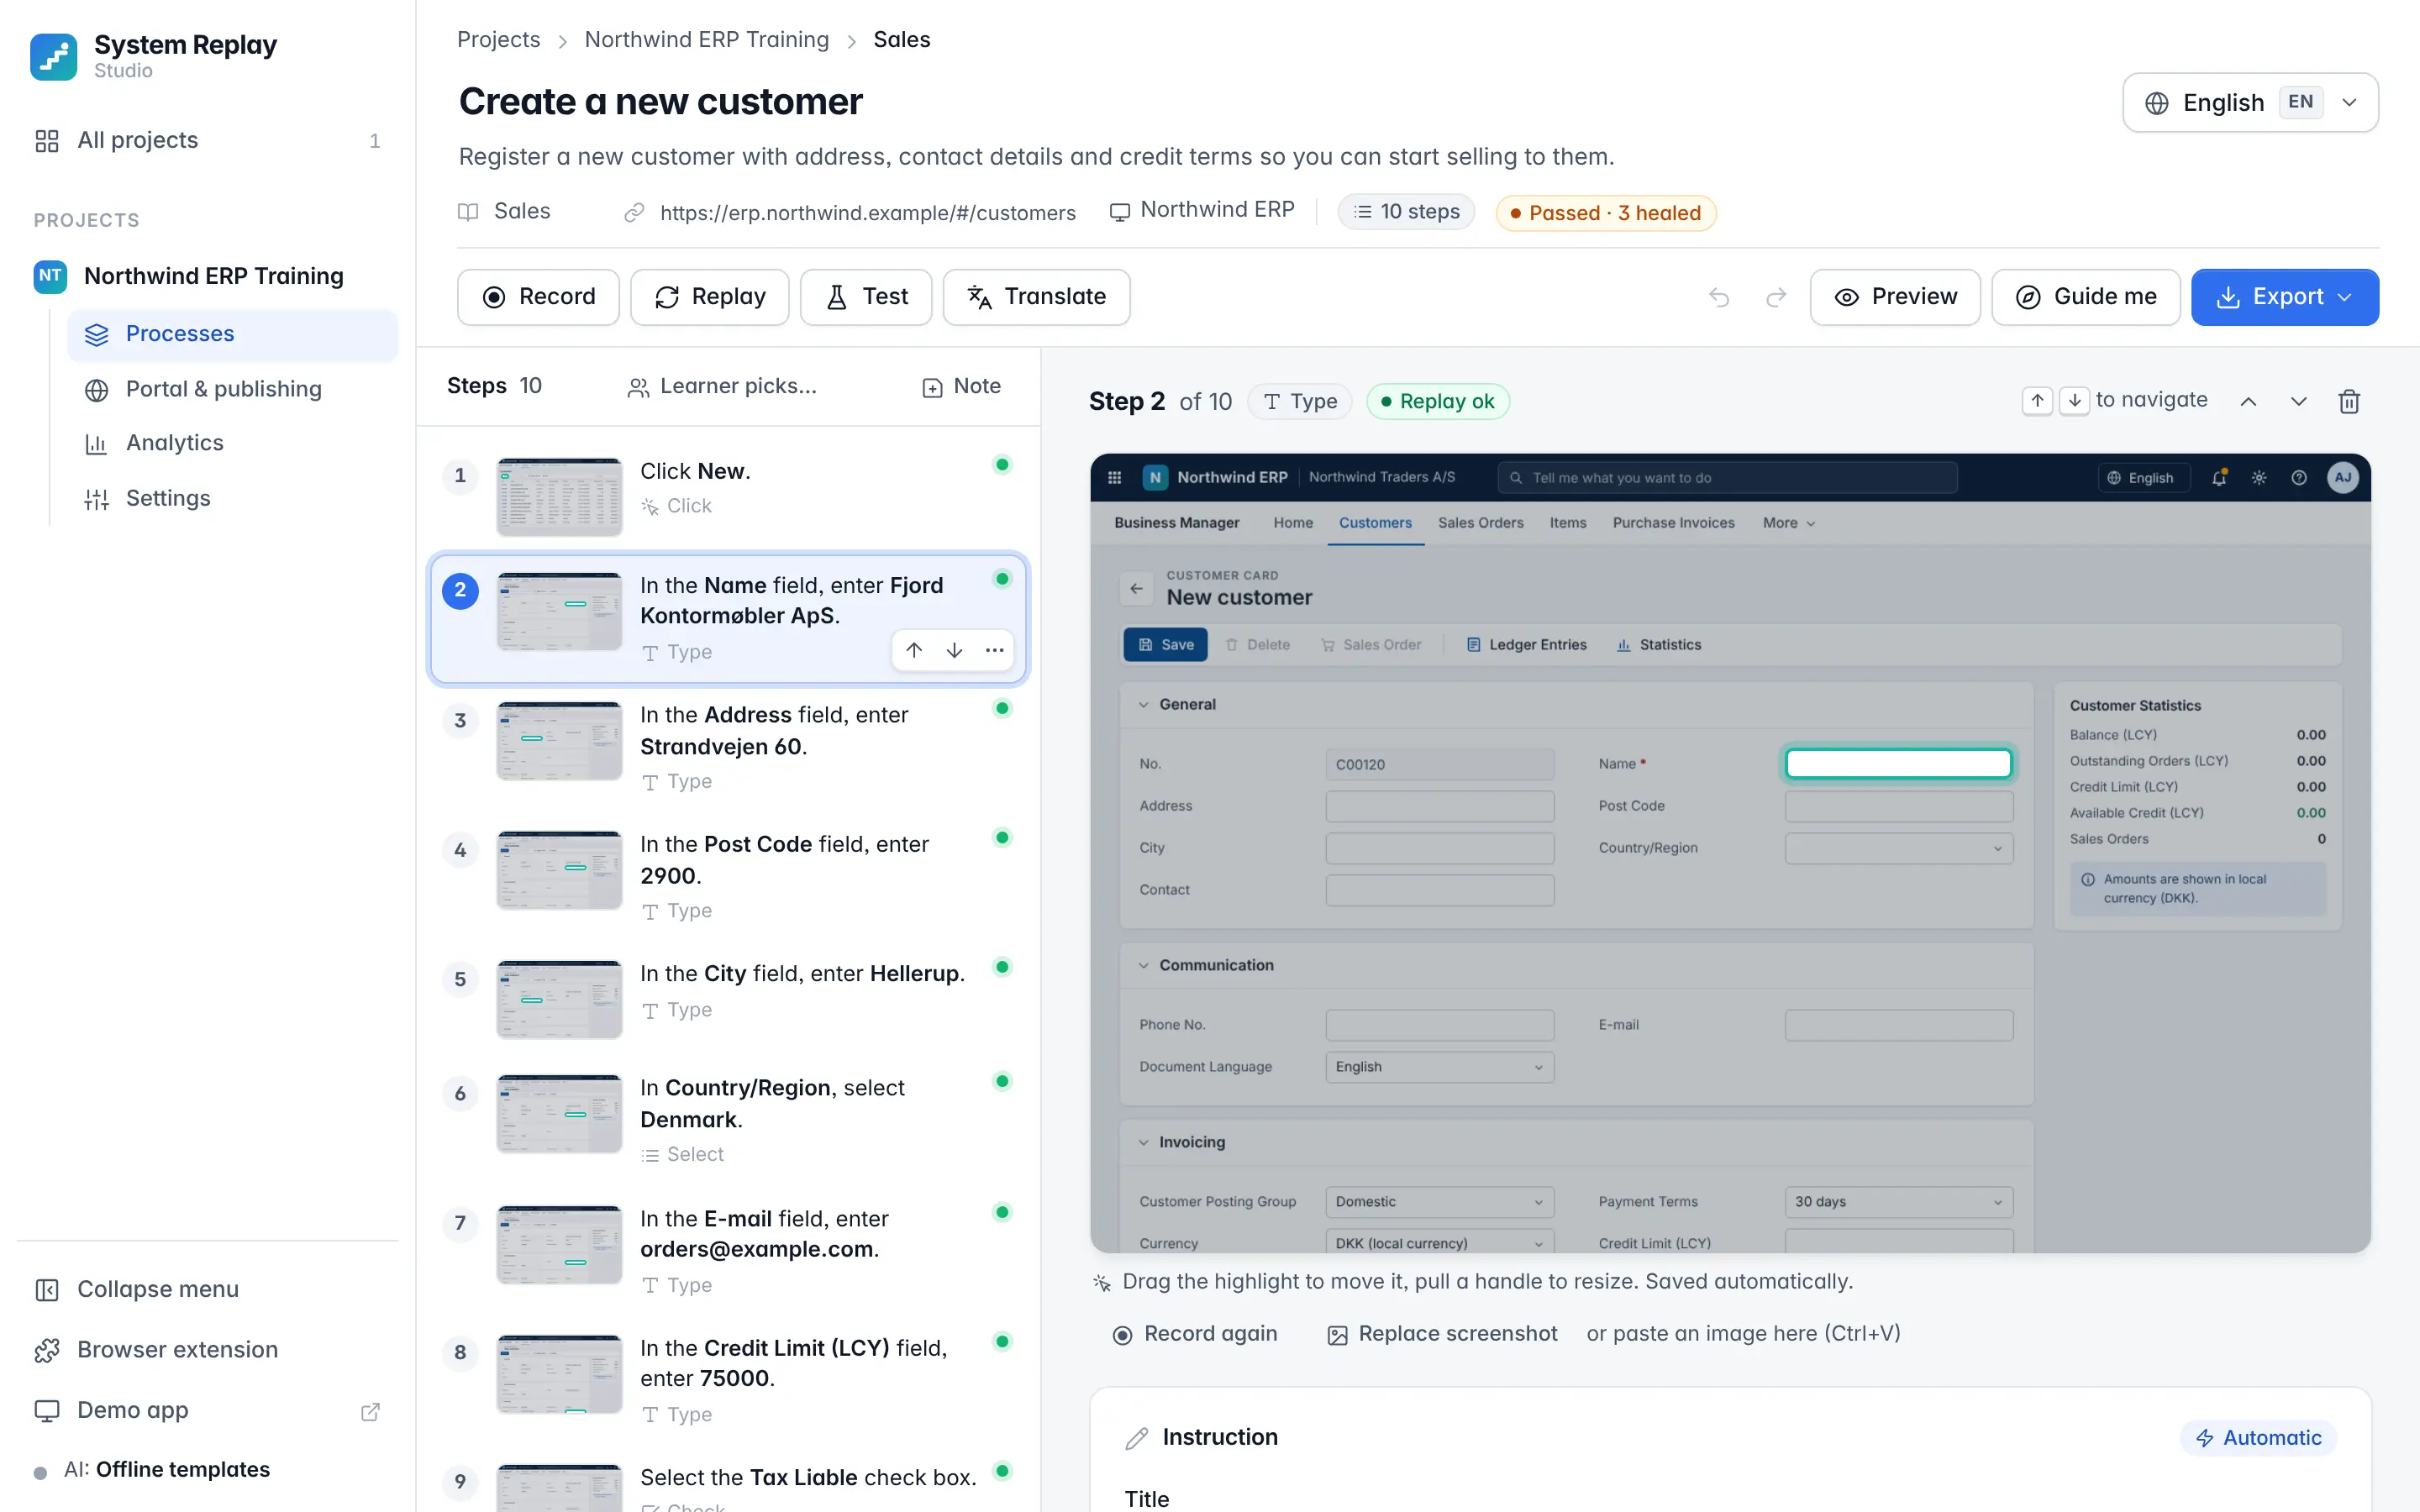 System Replay
Studio
All projects 1
PROJECTS
NT Northwind ERP Training
Processes
Portal & publishing
Analytics
Settings
Collapse menu
Browser extension
Demo app
AI: Offline templates
Projects > Northwind ERP Training > Sales
Create a new customer
English EN
Register a new customer with address, contact details and credit terms so you can start selling to them.
Sales https://erp.northwind.example/#/customers Northwind ERP 10 steps Passed · 3 healed
Record Replay Test Translate Preview Guide me Export
Steps 10 Learner picks... Note
1 Click New.
Click
2 In the Name field, enter Fjord
Kontormøbler ApS.
Type
3 In the Address field, enter
Strandvejen 60.
Type
4 In the Post Code field, enter
2900.
Type
5 In the City field, enter Hellerup.
Type
6 In Country/Region, select
Denmark.
Select
7 In the E-mail field, enter
orders@example.com.
Type
8 In the Credit Limit (LCY) field,
enter 75000.
Type
9 Select the Tax Liable check box.
Check
Step 2 of 10 Type Replay ok to navigate
N Northwind ERP Northwind Traders A/S Tell me what you want to do English AJ
Business Manager Home Customers Sales Orders Items Purchase Invoices More
CUSTOMER CARD
New customer
Save Delete Sales Order Ledger Entries Statistics
General
No. C00120 Name *
Address Post Code
City Country/Region
Contact
Customer Statistics
Balance (LCY) 0.00
Outstanding Orders (LCY) 0.00
Credit Limit (LCY) 0.00
Available Credit (LCY) 0.00
Sales Orders 0
Amounts are shown in local
currency (DKK).
Communication
Phone No. E-mail
Document Language English
Invoicing
Customer Posting Group Domestic Payment Terms 30 days
Currency DKK (local currency) Credit Limit (LCY)
Drag the highlight to move it, pull a handle to resize. Saved automatically.
Record again Replace screenshot or paste an image here (Ctrl+V)
Instruction Automatic
Title